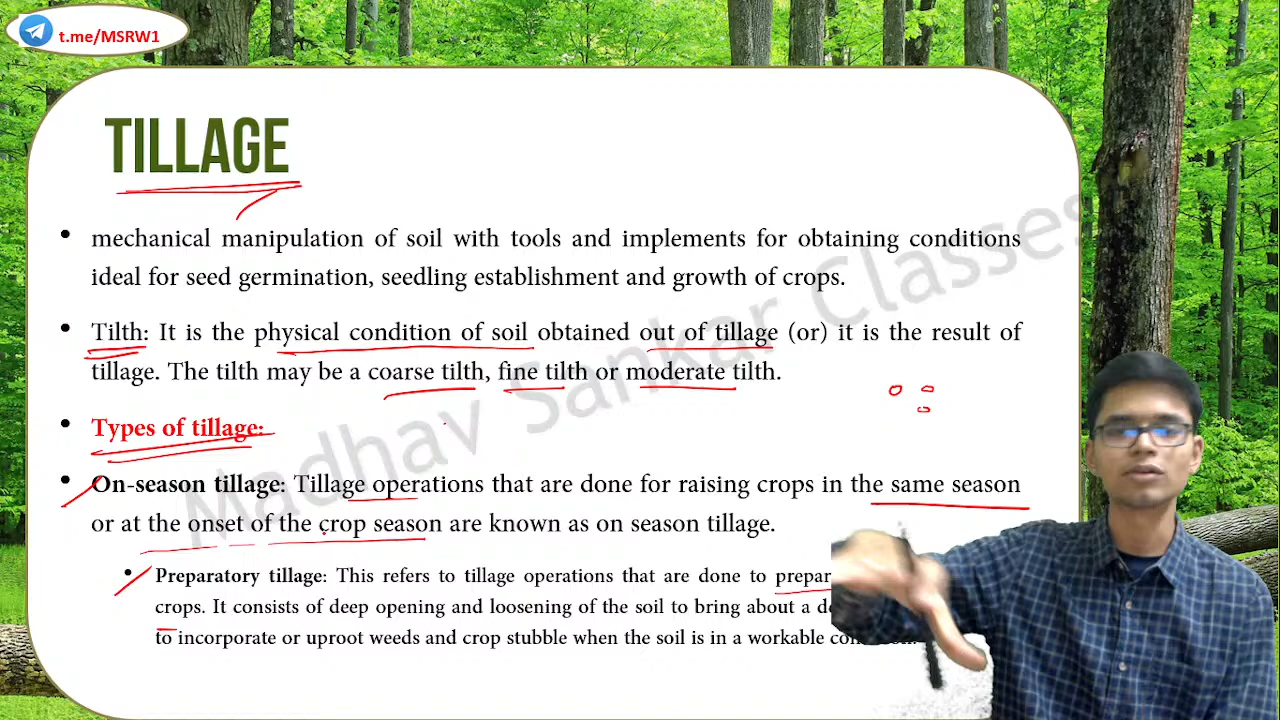 t.me/MSRW1
TILLAGE
• mechanical manipulation of soil with tools and implements for obtaining conditions
ideal for seed germination, seedling establishment and growth of crops.
• Tilth: It is the physical condition of soil obtained out of tillage (or) it is the result of
tillage. The tilth may be a coarse tilth, fine tilth or moderate tilth.
• Types of tillage:
• On-season tillage: Tillage operations that are done for raising crops in the same season
or at the onset of the crop season are known as on season tillage.
• Preparatory tillage: This refers to tillage operations that are done to
crops. It consists of deep opening and loosening of the soil to bring about a
to incorporate or uproot weeds and crop stubble when the soil is in a workable
Madhav Sankar Classes